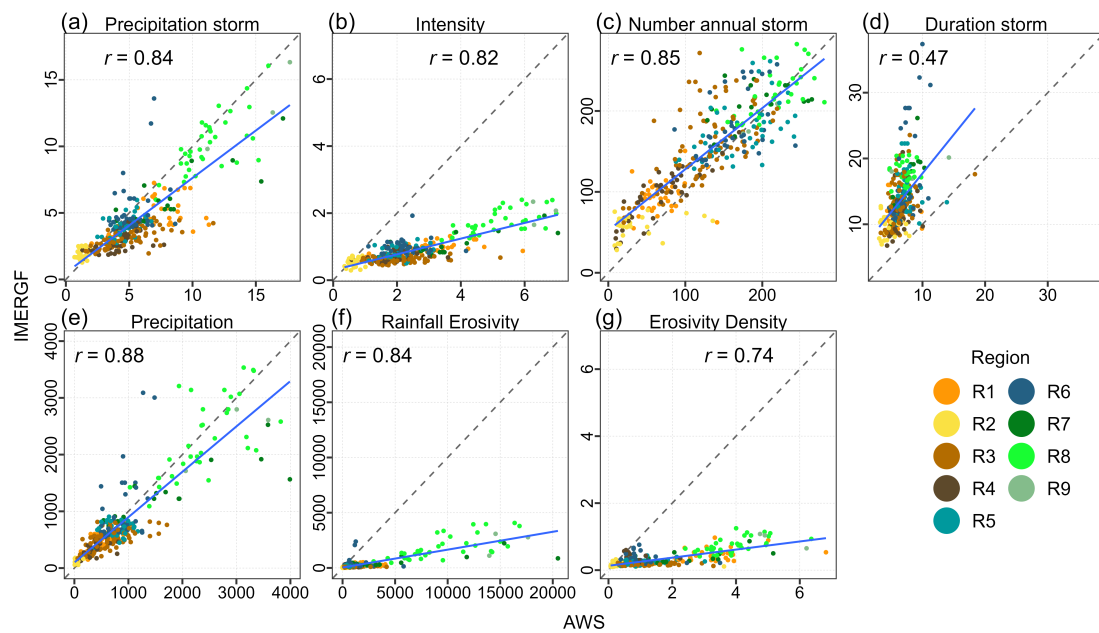 (a) Precipitation storm
r = 0.84
0 5 10 15
0 5 10 15
(b) Intensity
r = 0.82
0 2 4 6
0 2 4 6
(c) Number annual storm
r = 0.85
0 100 200
0 100 200
(d) Duration storm
r = 0.47
10 20 30
10 20 30
IMERGF
(e) Precipitation
r = 0.88
0 1000 2000 3000 4000
0 1000 2000 3000 4000
(f) Rainfall Erosivity
r = 0.84
0 5000 10000 15000 20000
0 5000 10000 15000 20000
(g) Erosivity Density
r = 0.74
0 2 4 6
0 2 4 6
AWS
Region
R1 R6
R2 R7
R3 R8
R4 R9
R5